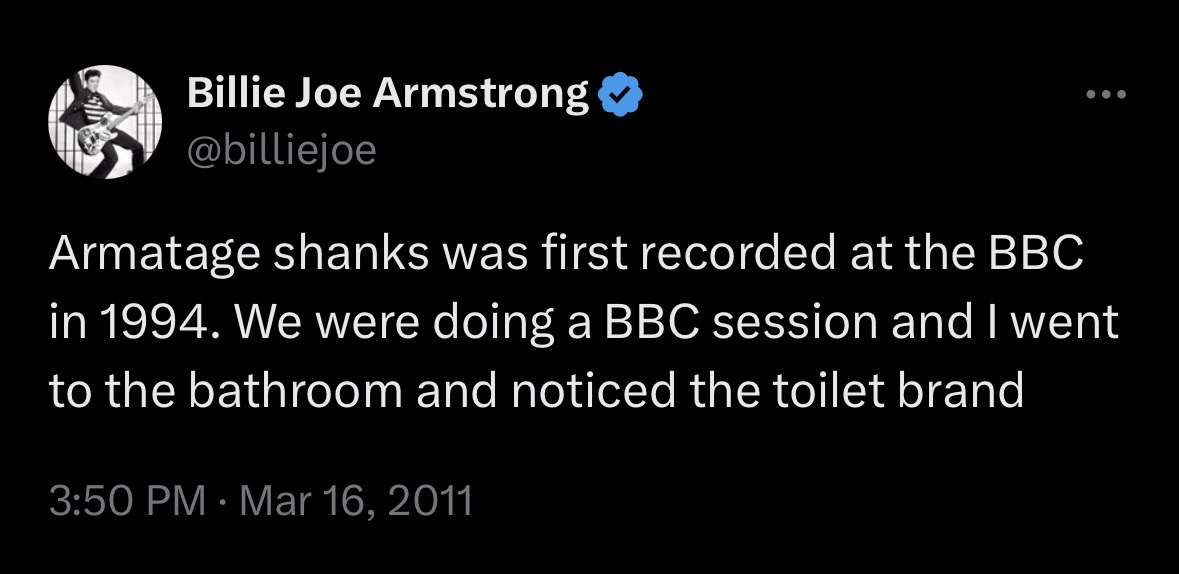 Billie Joe Armstrong
@billiejoe
Armatage shanks was first recorded at the BBC
in 1994. We were doing a BBC session and I went
to the bathroom and noticed the toilet brand
3:50 PM · Mar 16, 2011